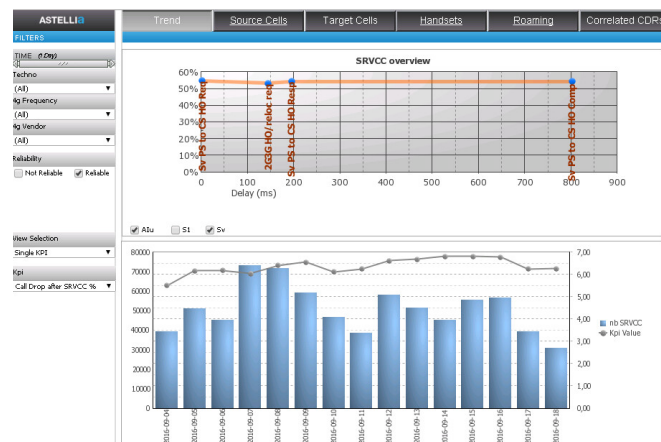 ASTELLIA
Trend
Source Cells
Target Cells
Handsets
Roaming
Correlated CDRs
FILTERS
TIME (1 Day)
Techno
(All)
4g Frequency
(All)
4g Vendor
(All)
Reliability
Not Reliable
Reliable
View Selection
Single KPI
Kpi
Call Drop after SRVCC %
SRVCC overview
60%
50%
40%
30%
20%
10%
0%
Sv PS to CS HO Req
2G3G HO/reloc req
Sv PS to CS HO Resp
Sv PS to CS HO Comp
0 100 200 300 400 500 600 700 800 900
Delay (ms)
AIu
S1
Sv
80000
70000
60000
50000
40000
30000
20000
10000
0
7,00
6,00
5,00
4,00
3,00
2,00
1,00
0,00
nb SRVCC
Kpi Value
2016-09-04
2016-09-05
2016-09-06
2016-09-07
2016-09-08
2016-09-09
2016-09-10
2016-09-11
2016-09-12
2016-09-13
2016-09-14
2016-09-15
2016-09-16
2016-09-17
2016-09-18